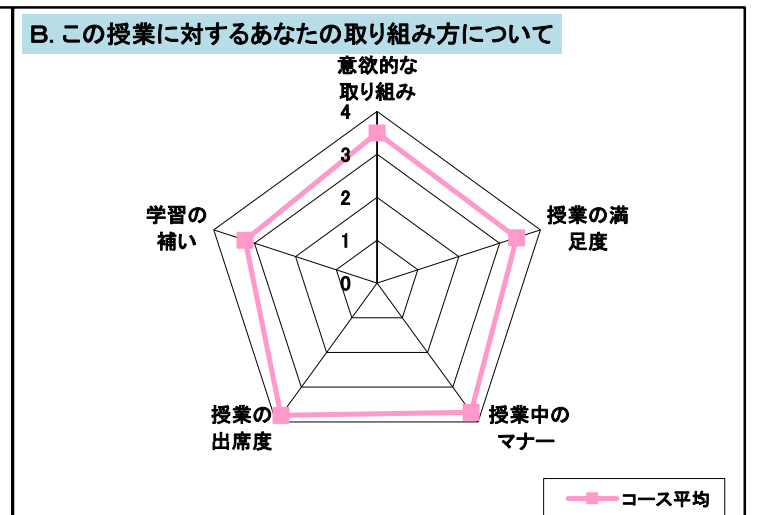 B. この授業に対するあなたの取り組み方について
意欲的な
取り組み
4
3
2
1
0
授業の満
足度
授業中の
マナー
授業の
出席度
学習の
補い
コース平均